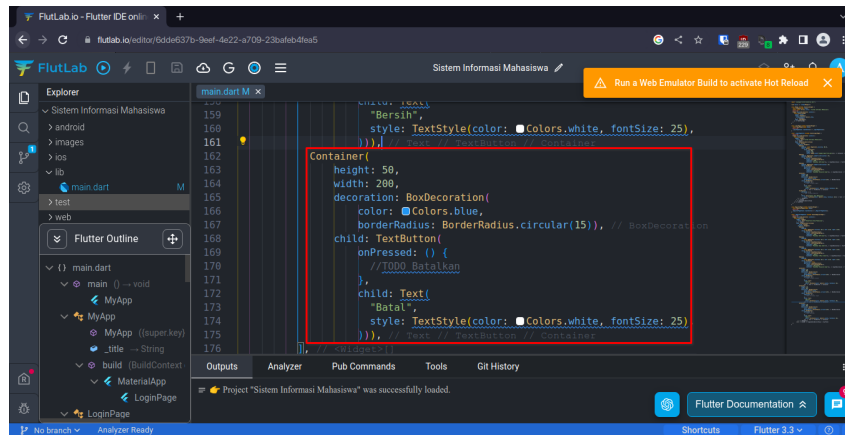 FlutLab.io - Flutter IDE onlin
flutlab.io/editor/6dde637b-9eef-4e22-a709-23bafeb4fea5
FlutLab
Sistem Informasi Mahasiswa
Run a Web Emulator Build to activate Hot Reload
Explorer
Sistem Informasi Mahasiswa
android
images
ios
lib
main.dart M
test
web
Flutter Outline
{} main.dart
main () → void
MyApp
MyApp
MyApp ({super.key}
_title → String
build (BuildContext
MaterialApp
LoginPage
LoginPage
main.dart M
158 child: Text(
159 "Bersih",
160 style: TextStyle(color: Colors.white, fontSize: 25),
161 ))), // Text // TextButton // Container
162 Container(
163 height: 50,
164 width: 200,
165 decoration: BoxDecoration(
166 color: Colors.blue,
167 borderRadius: BorderRadius.circular(15)), // BoxDecoration
168 child: TextButton(
169 onPressed: () {
170 //TODO Batalkan
171 },
172 child: Text(
173 "Batal",
174 style: TextStyle(color: Colors.white, fontSize: 25)
175 ))), // Text // TextButton // Container
176 ], // <Widget>[]
Outputs Analyzer Pub Commands Tools Git History
Project "Sistem Informasi Mahasiswa" was successfully loaded.
Flutter Documentation
No branch Analyzer Ready Shortcuts Flutter 3.3